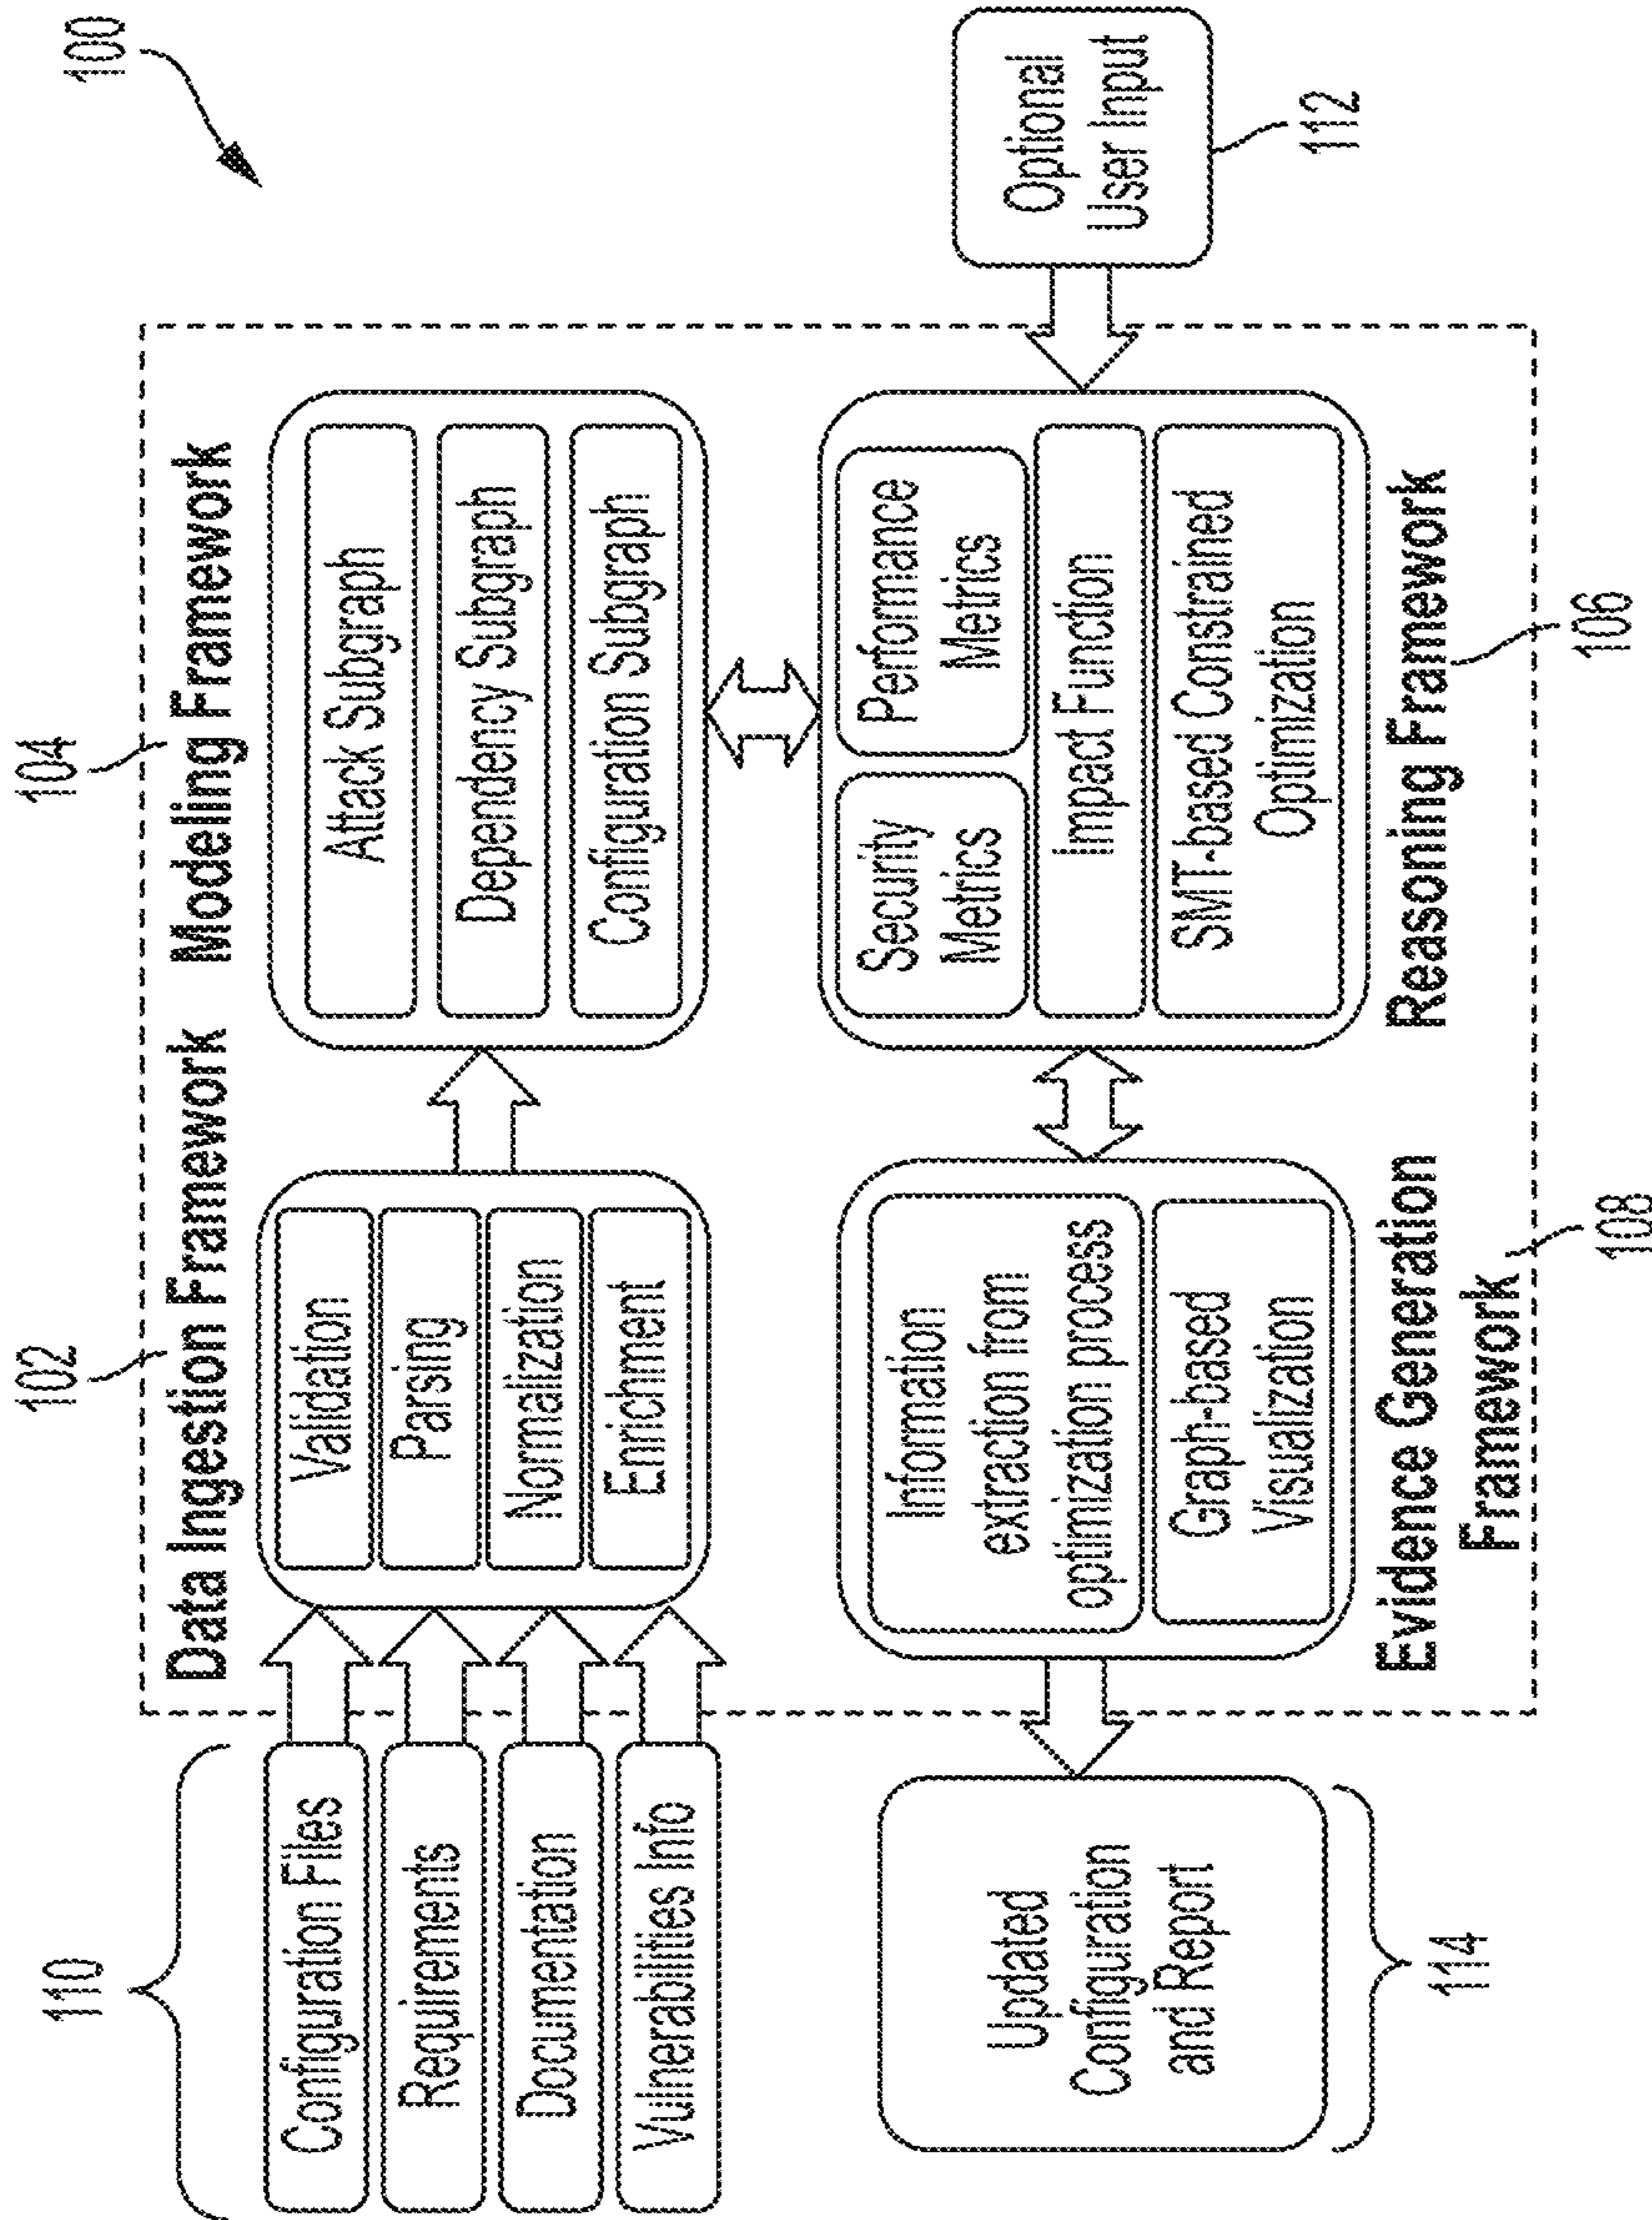 100
110
102
104
Data Ingestion Framework
Modeling Framework
Configuration Files
Requirements
Documentation
Vulnerabilities Info
Validation
Parsing
Normalization
Enrichment
Attack Subgraph
Dependency Subgraph
Configuration Subgraph
Updated
Configuration
and Report
114
Information
extraction from
optimization process
Graph-based
Visualization
Evidence Generation
Framework
108
Security
Metrics
Performance
Metrics
Impact Function
SMT-based Constrained
Optimization
Reasoning Framework
106
Optional
User Input
112